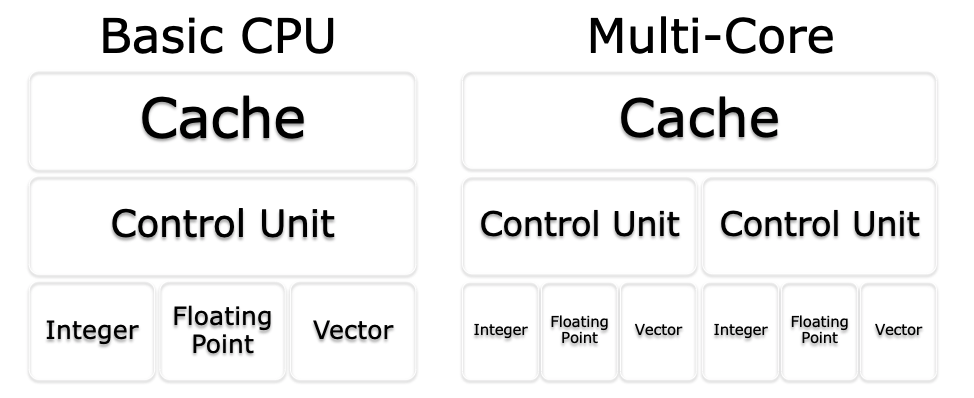 Basic CPU
Cache
Control Unit
Integer
Floating
Point
Vector
Multi-Core
Cache
Control Unit
Control Unit
Integer
Floating
Point
Vector
Integer
Floating
Point
Vector